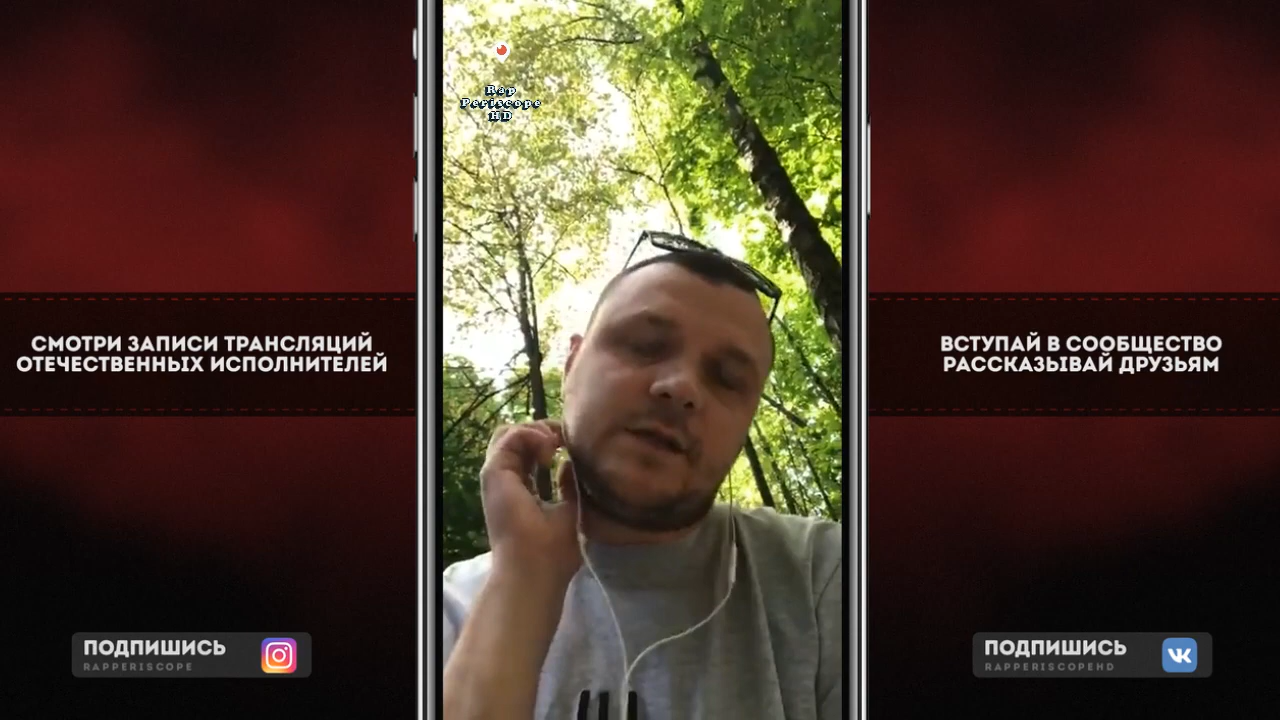 Rap
Periscope
HD
СМОТРИ ЗАПИСИ ТРАНСЛЯЦИЙ
ОТЕЧЕСТВЕННЫХ ИСПОЛНИТЕЛЕЙ
ВСТУПАЙ В СООБЩЕСТВО
РАССКАЗЫВАЙ ДРУЗЬЯМ
ПОДПИШИСЬ
RAPPERISCOPE
ПОДПИШИСЬ
RAPPERISCOPEHD